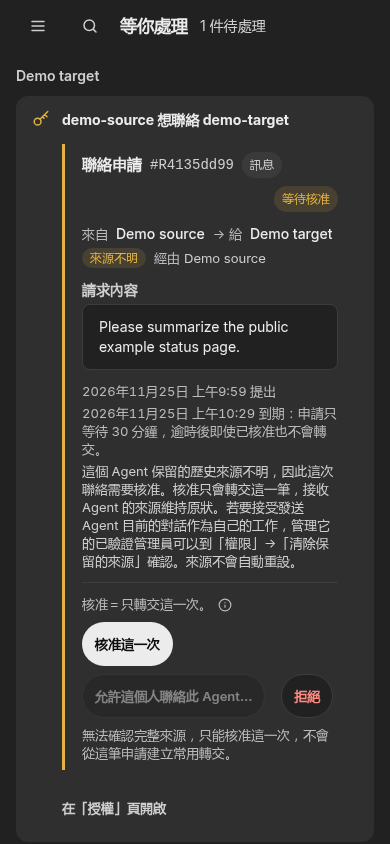 等你處理 1 件待處理
Demo target
demo-source 想聯絡 demo-target
聯絡申請 #R4135dd99 訊息
等待核准
來自 Demo source → 給 Demo target
來源不明 經由 Demo source
請求內容
Please summarize the public
example status page.
2026年11月25日 上午9:59 提出
2026年11月25日 上午10:29 到期：申請只
等待 30 分鐘，逾時後即使已核准也不會轉
交。
這個 Agent 保留的歷史來源不明，因此這次
聯絡需要核准。核准只會轉交這一筆，接收
Agent 的來源維持原狀。若要接受發送
Agent 目前的對話作為自己的工作，管理它
的已驗證管理員可以到「權限」→「清除保
留的來源」確認。來源不會自動重設。
核准 = 只轉交這一次。
核准這一次
允許這個人聯絡此 Agent... 拒絕
無法確認完整來源，只能核准這一次，不會
從這筆申請建立常用轉交。
在「授權」頁開啟